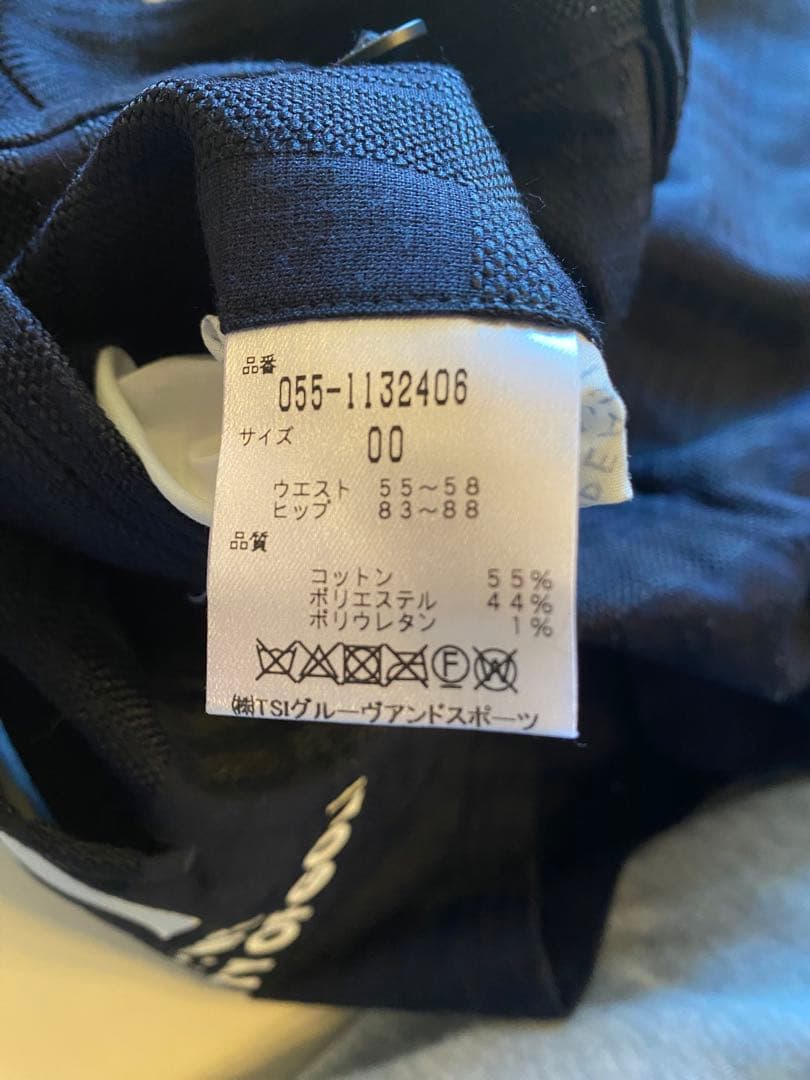 品番
055-1132406
サイズ 00
ウエスト 55～58
ヒップ 83～88
品質
コットン 55%
ポリエステル 44%
ポリウレタン 1%
F W
㈱TSIグルーヴアンドスポーツ